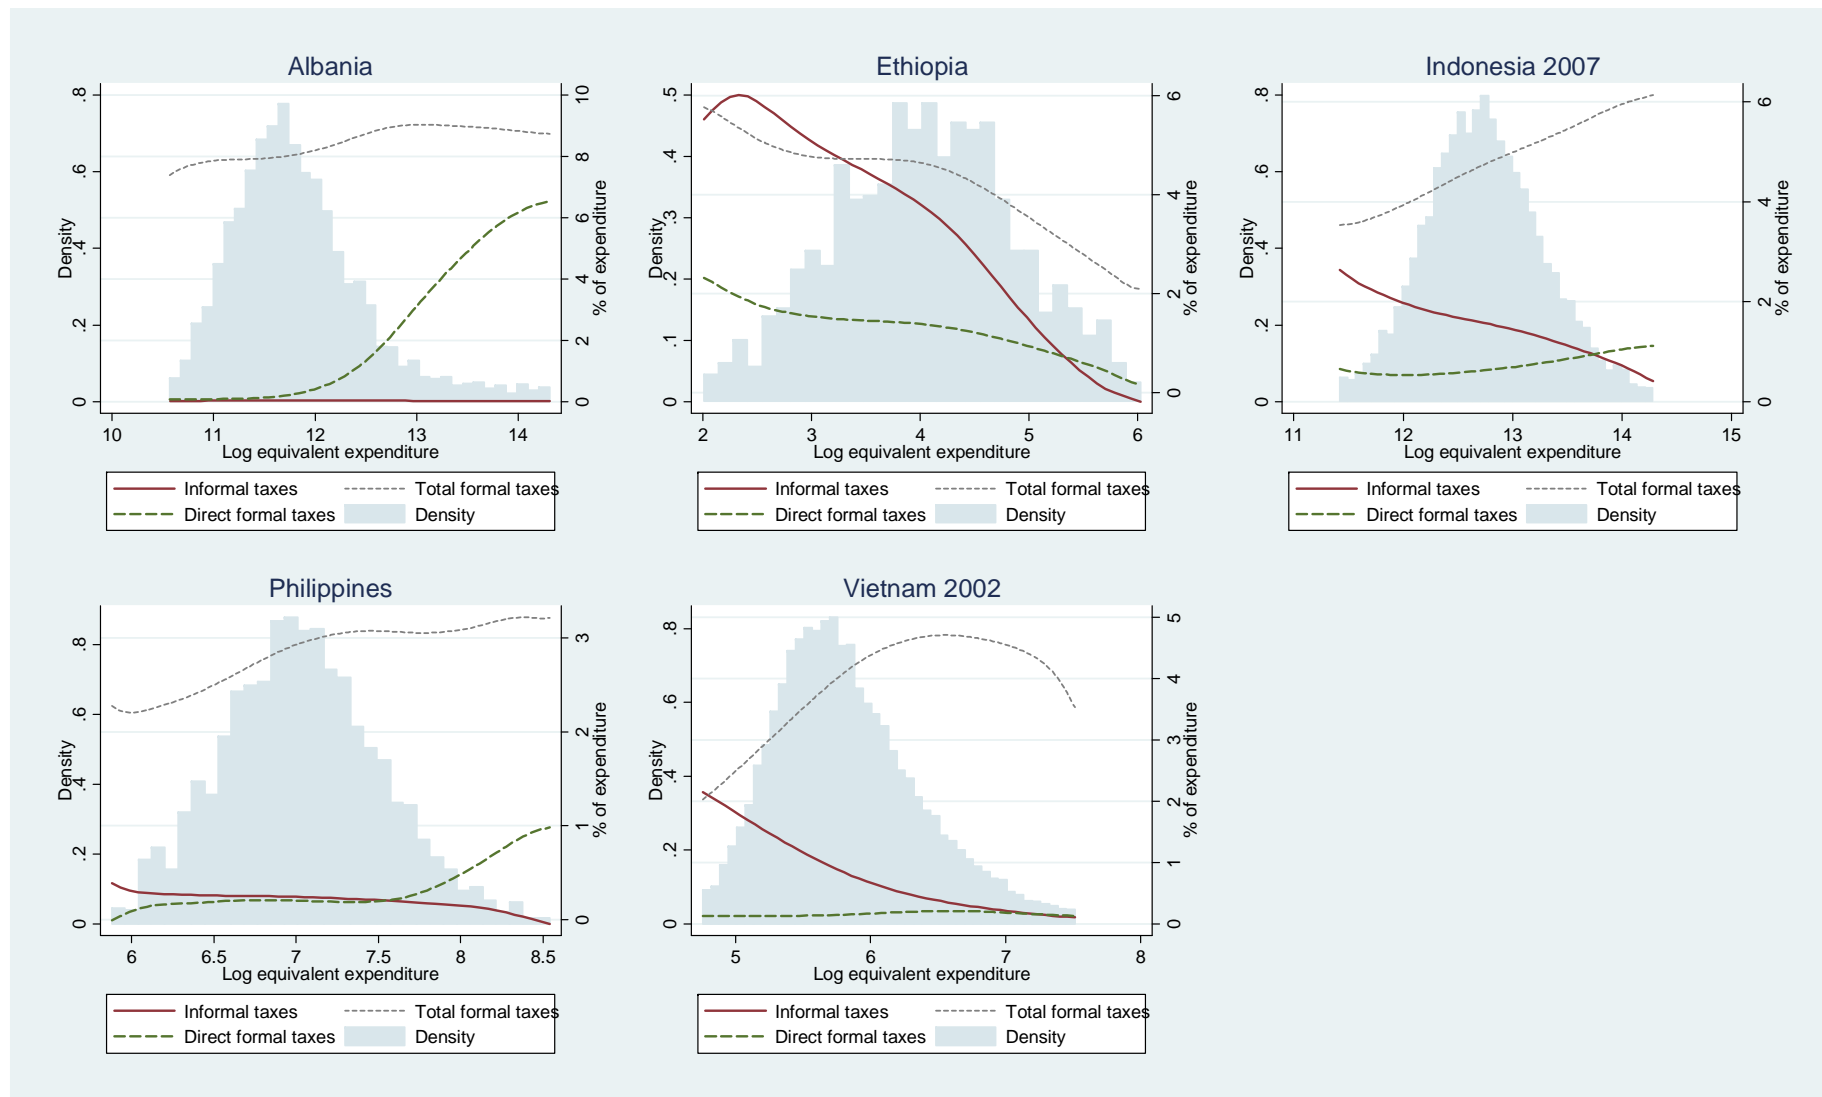 Albania
.8
.6
.4
.2
0
Density
10
8
6
4
2
0
% of expenditure
10 11 12 13 14
Log equivalent expenditure
Informal taxes Total formal taxes
Direct formal taxes Density
Ethiopia
.5
.4
.3
.2
.1
0
Density
6
4
2
0
% of expenditure
2 3 4 5 6
Log equivalent expenditure
Informal taxes Total formal taxes
Direct formal taxes Density
Indonesia 2007
.8
.6
.4
.2
0
Density
6
4
2
0
% of expenditure
11 12 13 14 15
Log equivalent expenditure
Informal taxes Total formal taxes
Direct formal taxes Density
Philippines
.8
.6
.4
.2
0
Density
3
2
1
0
% of expenditure
6 6.5 7 7.5 8 8.5
Log equivalent expenditure
Informal taxes Total formal taxes
Direct formal taxes Density
Vietnam 2002
.8
.6
.4
.2
0
Density
5
4
3
2
1
0
% of expenditure
5 6 7 8
Log equivalent expenditure
Informal taxes Total formal taxes
Direct formal taxes Density